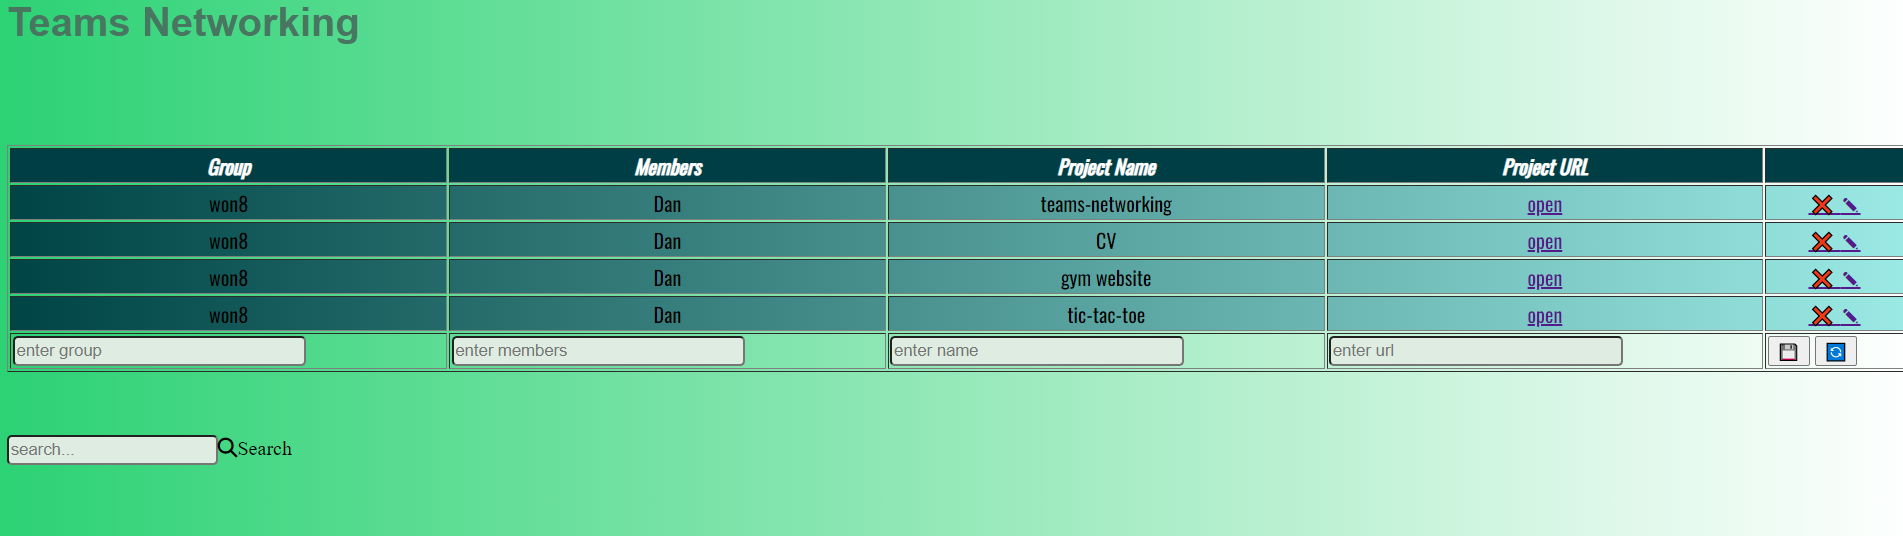 Teams Networking
Group Members Project Name Project URL
won8 Dan teams-networking open
won8 Dan CV open
won8 Dan gym website open
won8 Dan tic-tac-toe open
enter group enter members enter name enter url
search... Search